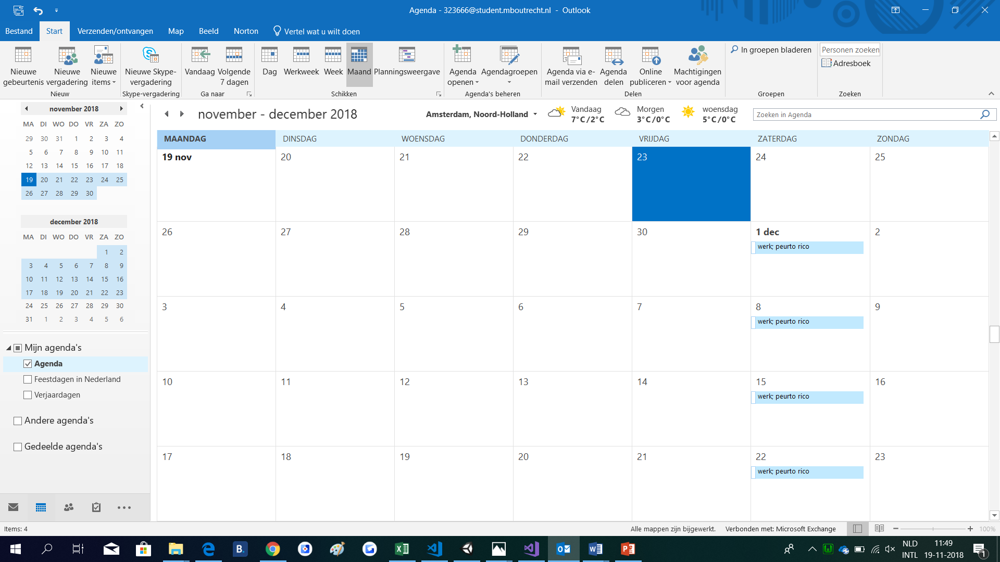 Agenda - 323666@student.mboutrecht.nl - Outlook
Bestand Start Verzenden/ontvangen Map Beeld Norton Vertel wat u wilt doen
Nieuwe gebeurtenis
Nieuwe vergadering
Nieuwe items
Nieuw
Nieuwe Skype-vergadering
Skype-vergadering
Vandaag
Volgende 7 dagen
Ga naar
Dag Werkweek Week Maand Planningsweergave
Schikken
Agenda openen
Agendagroepen
Agenda's beheren
Agenda via e-mail verzenden
Agenda delen
Online publiceren
Machtigingen voor agenda
Delen
In groepen bladeren
Groepen
Personen zoeken
Adresboek
Zoeken
november 2018
MA DI WO DO VR ZA ZO
29 30 31 1 2 3 4
5 6 7 8 9 10 11
12 13 14 15 16 17 18
19 20 21 22 23 24 25
26 27 28 29 30
december 2018
MA DI WO DO VR ZA ZO
1 2
3 4 5 6 7 8 9
10 11 12 13 14 15 16
17 18 19 20 21 22 23
24 25 26 27 28 29 30
31 1 2 3 4 5 6
Mijn agenda's
Agenda
Feestdagen in Nederland
Verjaardagen
Andere agenda's
Gedeelde agenda's
november - december 2018
Amsterdam, Noord-Holland
Vandaag
7°C/2°C
Morgen
3°C/0°C
woensdag
5°C/0°C
Zoeken in Agenda
MAANDAG DINSDAG WOENSDAG DONDERDAG VRIJDAG ZATERDAG ZONDAG
19 nov 20 21 22 23 24 25
26 27 28 29 30 1 dec 2
werk; peurto rico
3 4 5 6 7 8 9
werk; peurto rico
10 11 12 13 14 15 16
werk; peurto rico
17 18 19 20 21 22 23
werk; peurto rico
Items: 4
Alle mappen zijn bijgewerkt. Verbonden met: Microsoft Exchange
100%
B.
NLD
INTL
11:49
19-11-2018
1